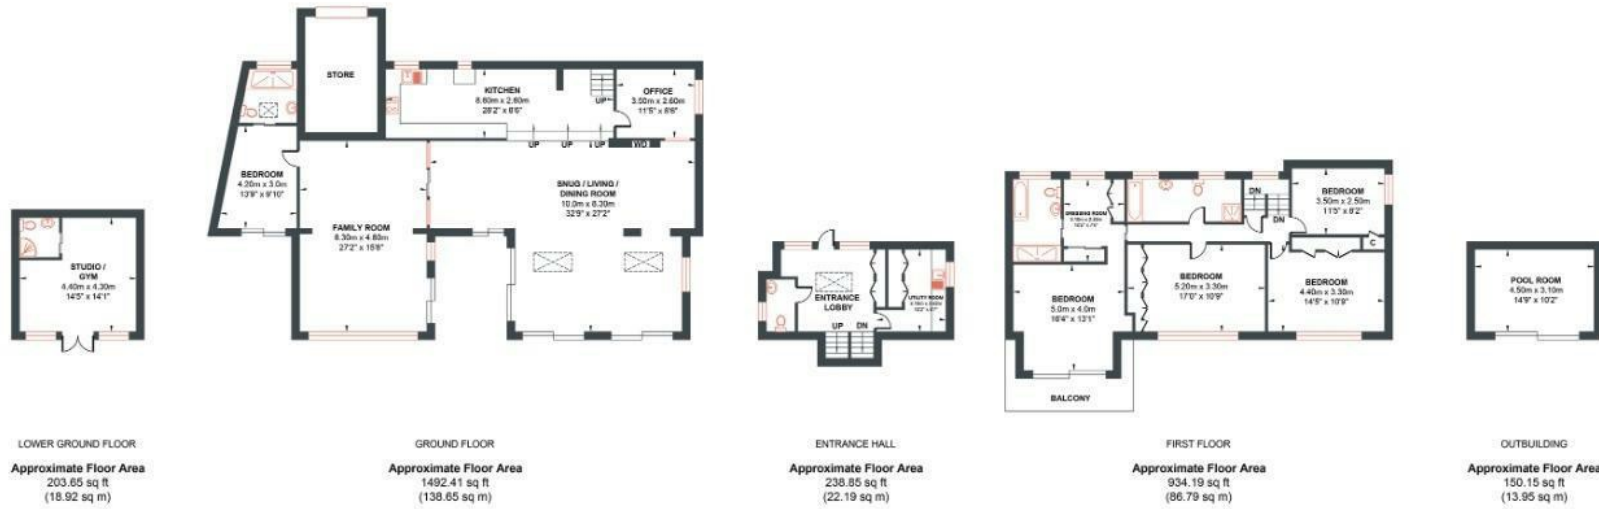 STORE
KITCHEN
8.60m x 2.60m
28'2" x 8'6"
UP
OFFICE
3.50m x 2.60m
11'5" x 8'6"
UP UP UP WD
BEDROOM
4.20m x 3.0m
13'9" x 9'10"
SNUG / LIVING /
DINING ROOM
10.0m x 8.30m
32'9" x 27'2"
FAMILY ROOM
8.30m x 4.80m
27'2" x 15'8"
STUDIO /
GYM
4.40m x 4.30m
14'5" x 14'1"
ENTRANCE
LOBBY
UTILITY ROOM
UP DN
DRESSING ROOM
DN
DN
BEDROOM
3.50m x 2.50m
11'5" x 8'2"
C
BEDROOM
5.0m x 4.0m
16'4" x 13'1"
BEDROOM
5.20m x 3.30m
17'0" x 10'9"
BEDROOM
4.40m x 3.30m
14'5" x 10'9"
BALCONY
POOL ROOM
4.50m x 3.10m
14'9" x 10'2"
LOWER GROUND FLOOR
Approximate Floor Area
203.65 sq ft
(18.92 sq m)
GROUND FLOOR
Approximate Floor Area
1492.41 sq ft
(138.65 sq m)
ENTRANCE HALL
Approximate Floor Area
238.85 sq ft
(22.19 sq m)
FIRST FLOOR
Approximate Floor Area
934.19 sq ft
(86.79 sq m)
OUTBUILDING
Approximate Floor Area
150.15 sq ft
(13.95 sq m)